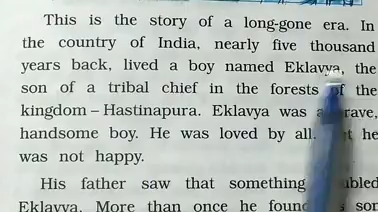 This is the story of a long-gone era. In
the country of India, nearly five thousand
years back, lived a boy named Eklavya, the
son of a tribal chief in the forests of the
kingdom – Hastinapura. Eklavya was a
handsome boy. He was loved by all. he
was not happy.
His father saw that something
Eklavya. More than once he found son